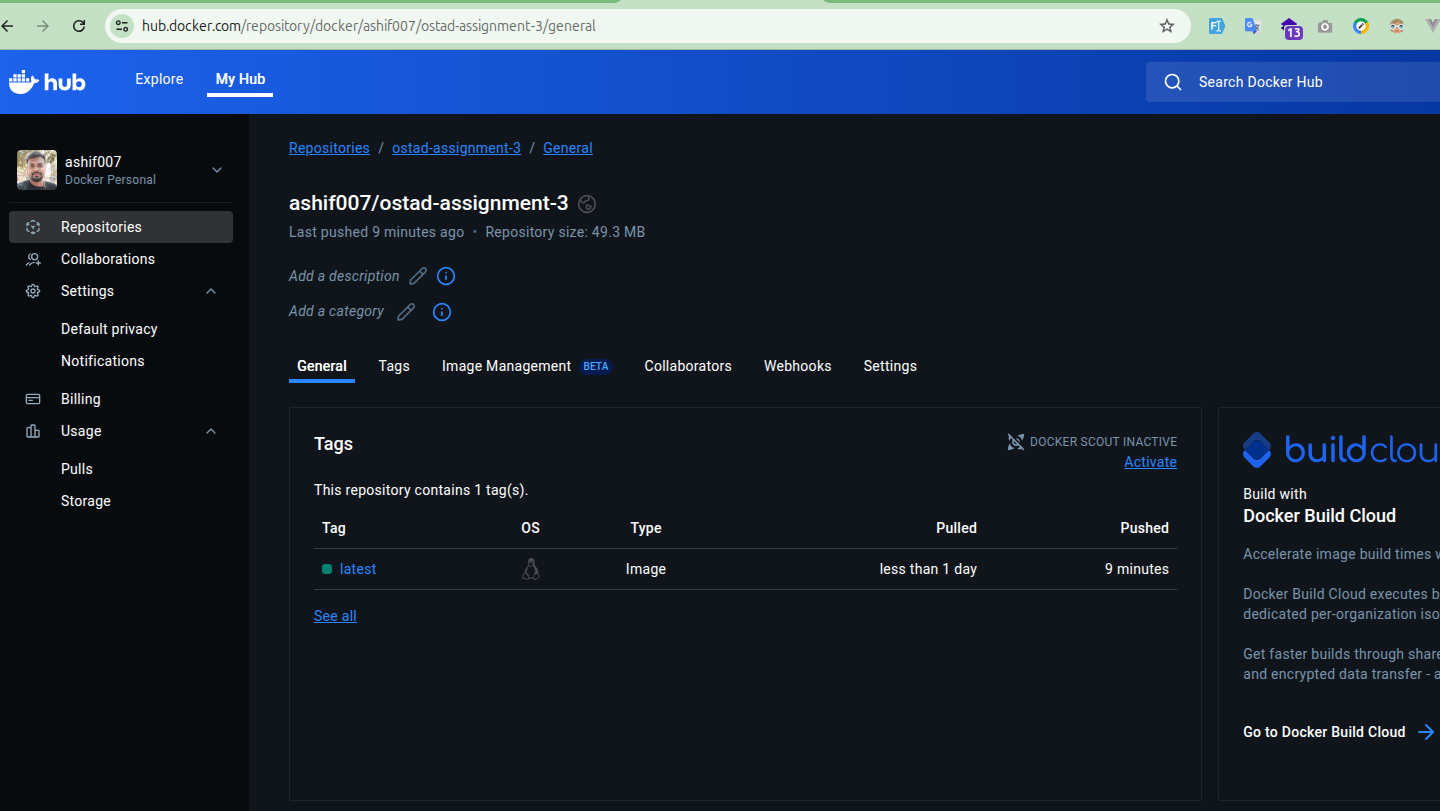 hub.docker.com/repository/docker/ashif007/ostad-assignment-3/general
13
hub
Explore
My Hub
Search Docker Hub
ashif007
Docker Personal
Repositories
Collaborations
Settings
Default privacy
Notifications
Billing
Usage
Pulls
Storage
Repositories / ostad-assignment-3 / General
ashif007/ostad-assignment-3
Last pushed 9 minutes ago • Repository size: 49.3 MB
Add a description
Add a category
General Tags Image Management BETA Collaborators Webhooks Settings
Tags
DOCKER SCOUT INACTIVE
Activate
This repository contains 1 tag(s).
Tag OS Type Pulled Pushed
latest Image less than 1 day 9 minutes
See all
buildclou
Build with
Docker Build Cloud
Accelerate image build times
Docker Build Cloud executes b
dedicated per-organization iso
Get faster builds through share
and encrypted data transfer - a
Go to Docker Build Cloud